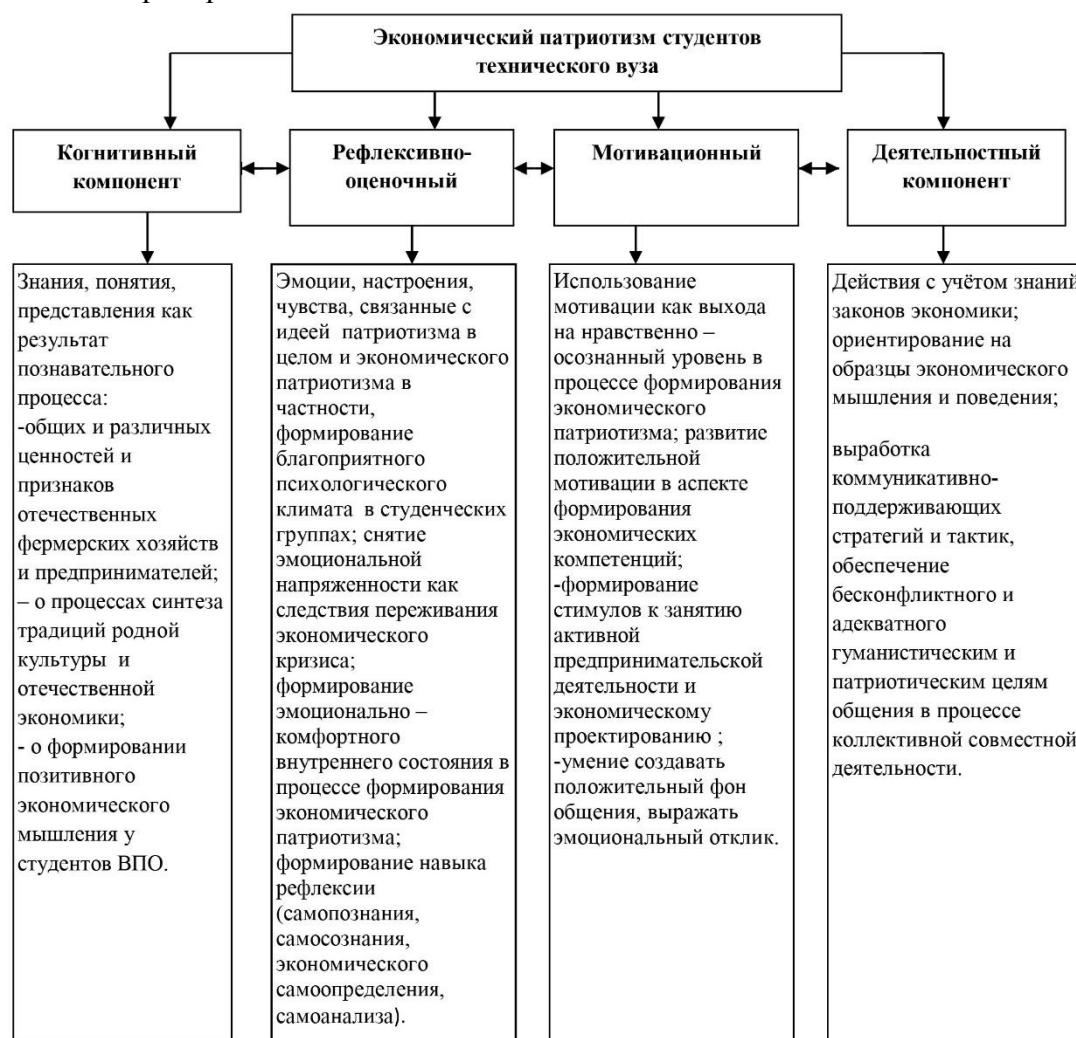 Экономический патриотизм студентов
технического вуза
Когнитивный
компонент
Рефлексивно-
оценочный
Мотивационный
Деятельностный
компонент
Знания, понятия,
представления как
результат
познавательного
процесса:
-общих и различных
ценностей и
признаков
отечественных
фермерских хозяйств
и предпринимателей;
– о процессах синтеза
традиций родной
культуры и
отечественной
экономики;
- о формировании
позитивного
экономического
мышления у
студентов ВПО.
Эмоции, настроения,
чувства, связанные с
идеей патриотизма в
целом и экономического
патриотизма в
частности,
формирование
благоприятного
психологического
климата в студенческих
группах; снятие
эмоциональной
напряженности как
следствия переживания
экономического
кризиса;
формирование
эмоционально –
комфортного
внутреннего состояния в
процессе формирования
экономического
патриотизма;
формирование навыка
рефлексии
(самопознания,
самосознания,
экономического
самоопределения,
самоанализа).
Использование
мотивации как выхода
на нравственно –
осознанный уровень в
процессе формирования
экономического
патриотизма; развитие
положительной
мотивации в аспекте
формирования
экономических
компетенций;
-формирование
стимулов к занятию
активной
предпринимательской
деятельности и
экономическому
проектированию ;
-умение создавать
положительный фон
общения, выражать
эмоциональный отклик.
Действия с учётом знаний
законов экономики;
ориентирование на
образцы экономического
мышления и поведения;
выработка
коммуникативно-
поддерживающих
стратегий и тактик,
обеспечение
бесконфликтного и
адекватного
гуманистическим и
патриотическим целям
общения в процессе
коллективной совместной
деятельности.